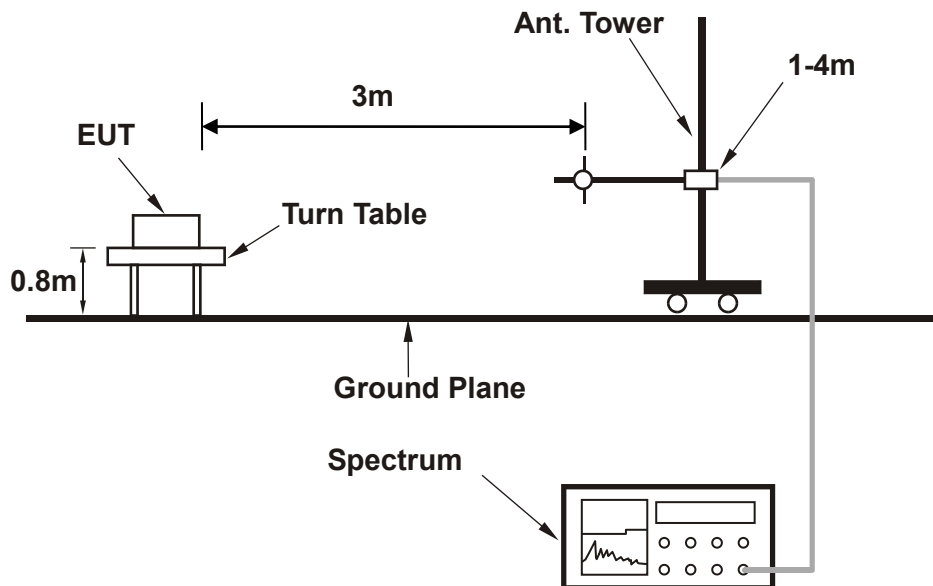 Ant. Tower
1-4m
3m
EUT
Turn Table
0.8m
Ground Plane
Spectrum